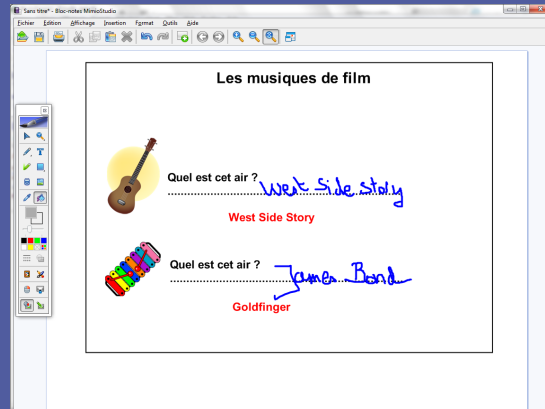 Sans titre* - Bloc-notes MimioStudio
Fichier Edition Affichage Insertion Format Outils Aide
Les musiques de film
Quel est cet air ?
West Side Story
West Side Story
Quel est cet air ?
James Bond
Goldfinger